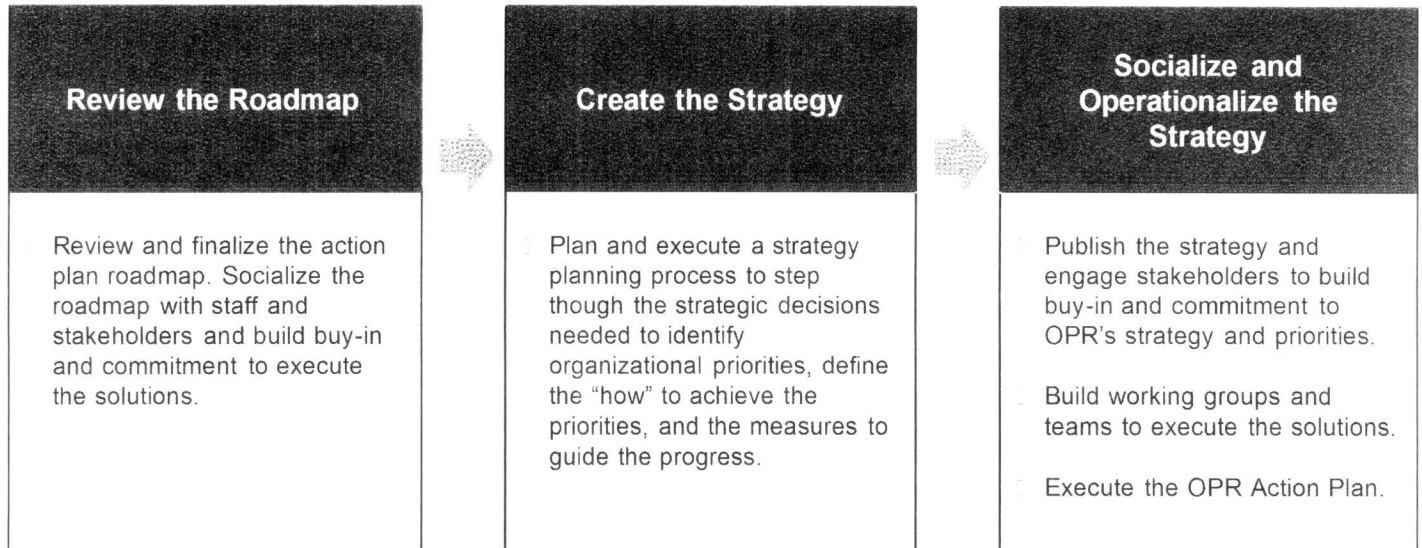 Review the Roadmap
Review and finalize the action
plan roadmap. Socialize the
roadmap with staff and
stakeholders and build buy-in
and commitment to execute
the solutions.
Create the Strategy
Plan and execute a strategy
planning process to step
though the strategic decisions
needed to identify
organizational priorities, define
the “how” to achieve the
priorities, and the measures to
guide the progress.
Socialize and
Operationalize the
Strategy
Publish the strategy and
engage stakeholders to build
buy-in and commitment to
OPR's strategy and priorities.
Build working groups and
teams to execute the solutions.
Execute the OPR Action Plan.